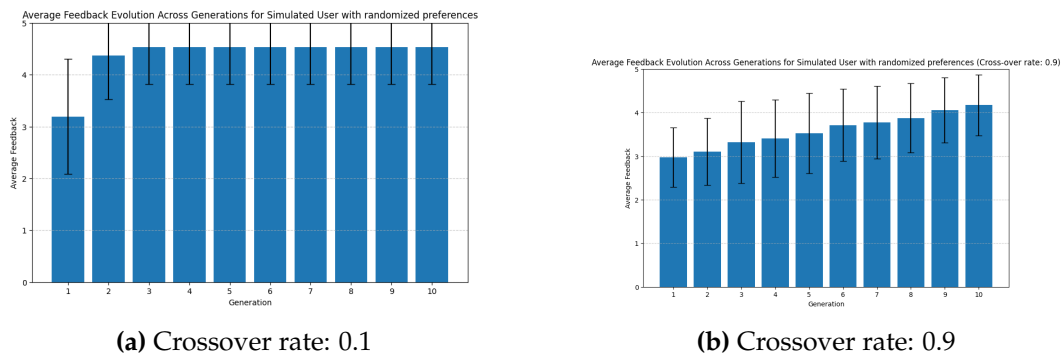 Average Feedback Evolution Across Generations for Simulated User with randomized preferences
5
4
3
2
1
0
Average Feedback
1 2 3 4 5 6 7 8 9 10
Generation
(a) Crossover rate: 0.1
Average Feedback Evolution Across Generations for Simulated User with randomized preferences (Cross-over rate: 0.9)
5
4
3
2
1
0
Average Feedback
1 2 3 4 5 6 7 8 9 10
Generation
(b) Crossover rate: 0.9